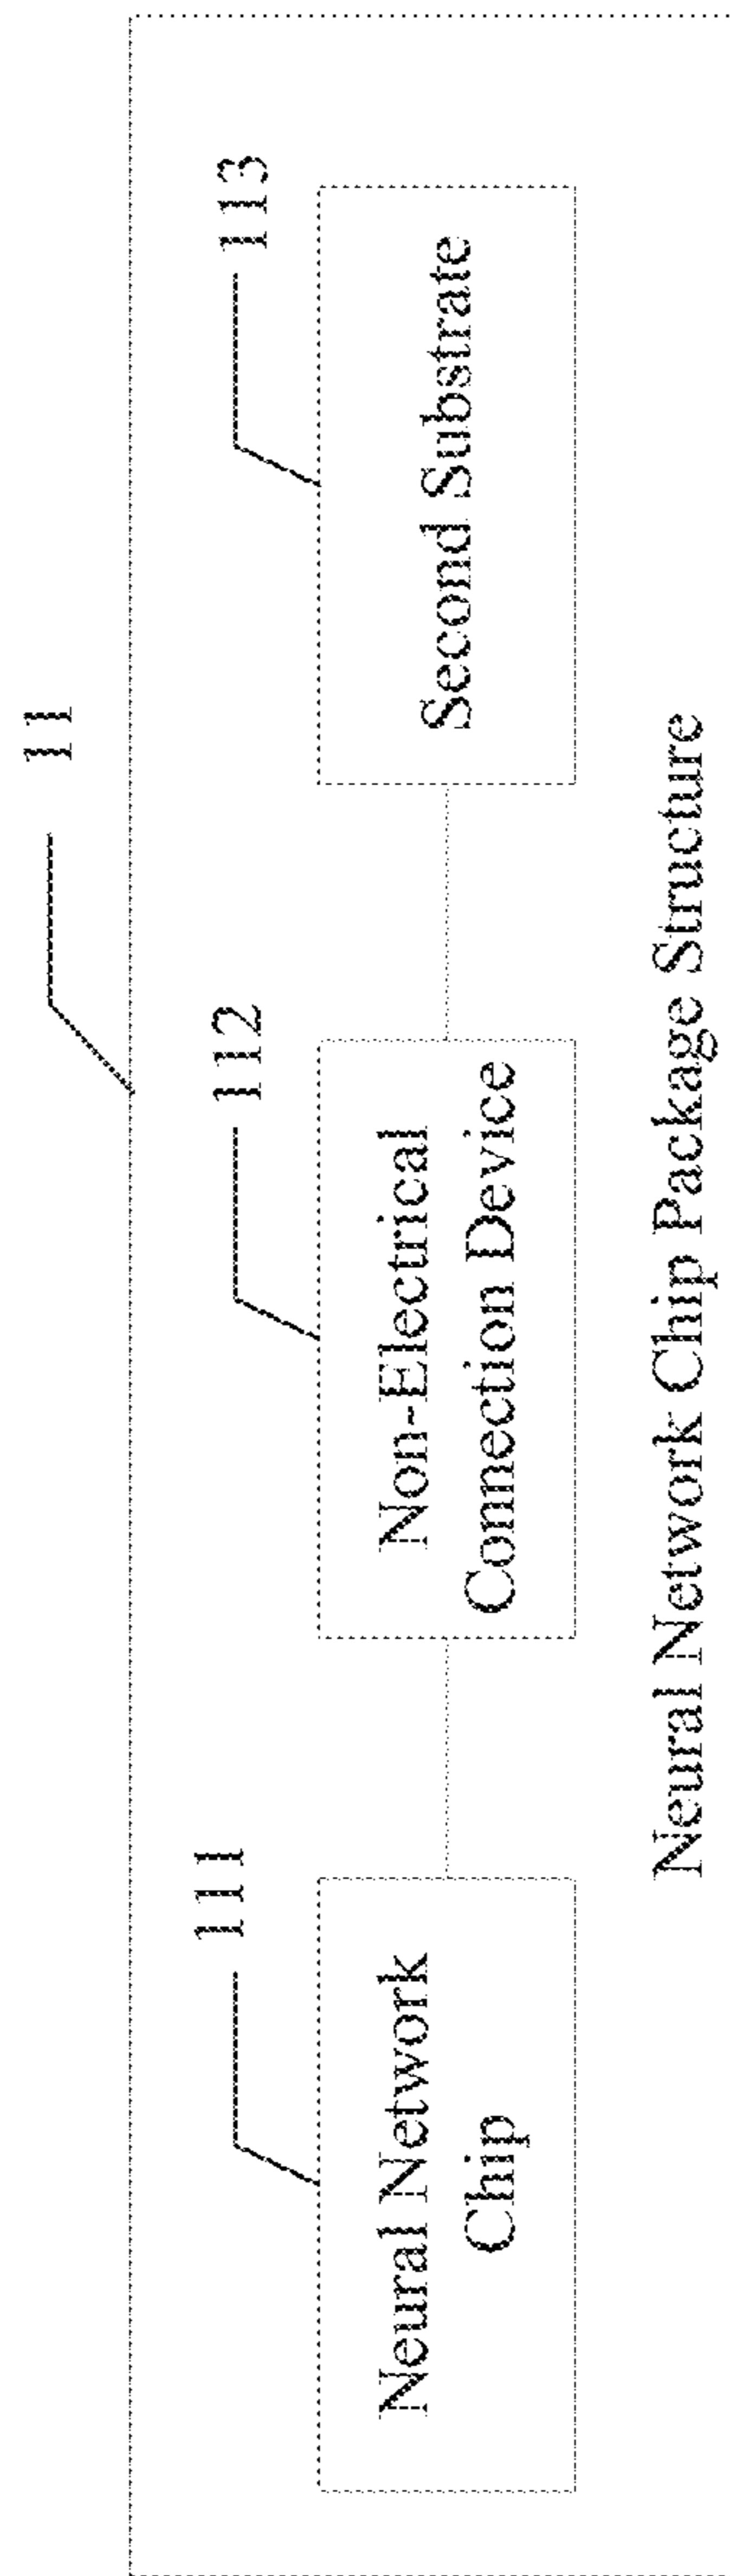 11
111
112
113
Neural Network
Chip
Non-Electrical
Connection Device
Second Substrate
Neural Network Chip Package Structure